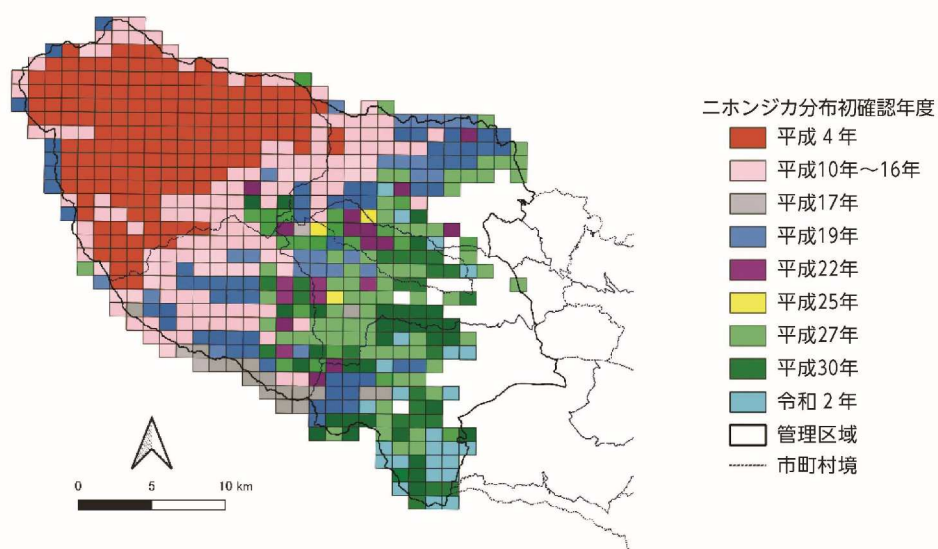 ニホンジカ分布初確認年度
平成 4 年
平成10年～16年
平成17年
平成19年
平成22年
平成25年
平成27年
平成30年
令和 2 年
管理区域
市町村境
0 5 10 km